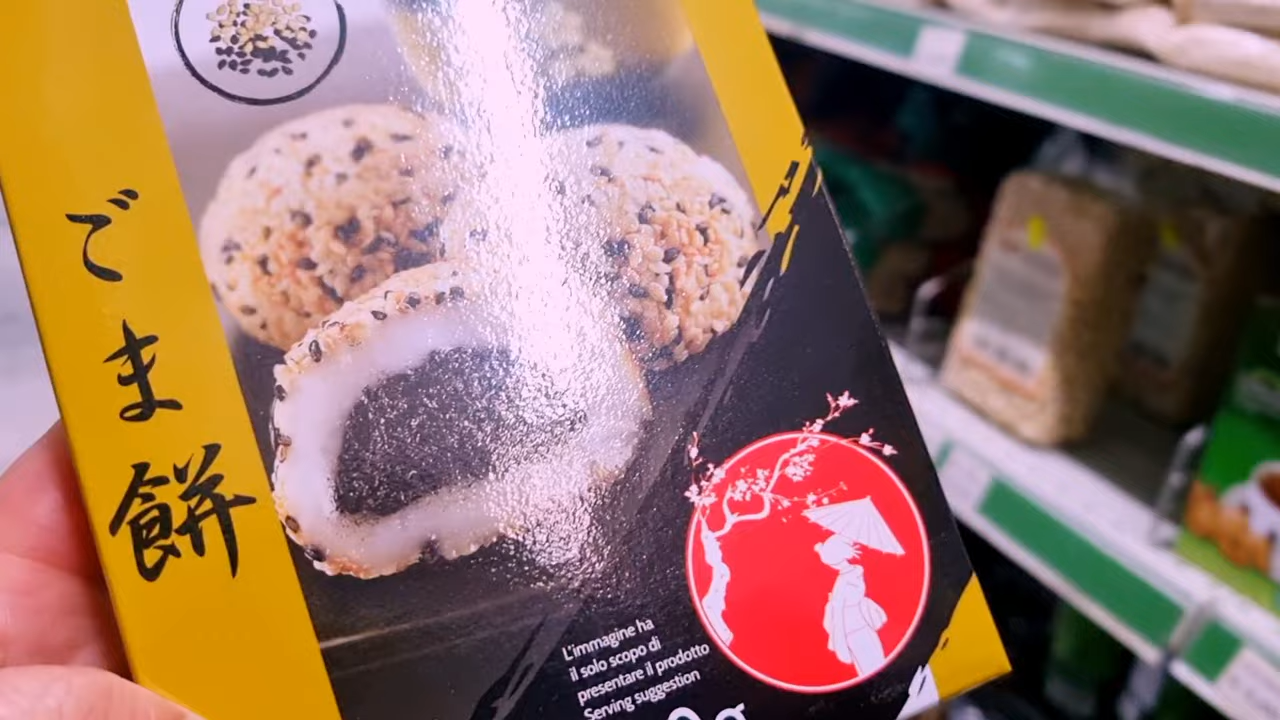 ごま餅
L'immagine ha
il solo scopo di
presentare il prodotto
Serving suggestion